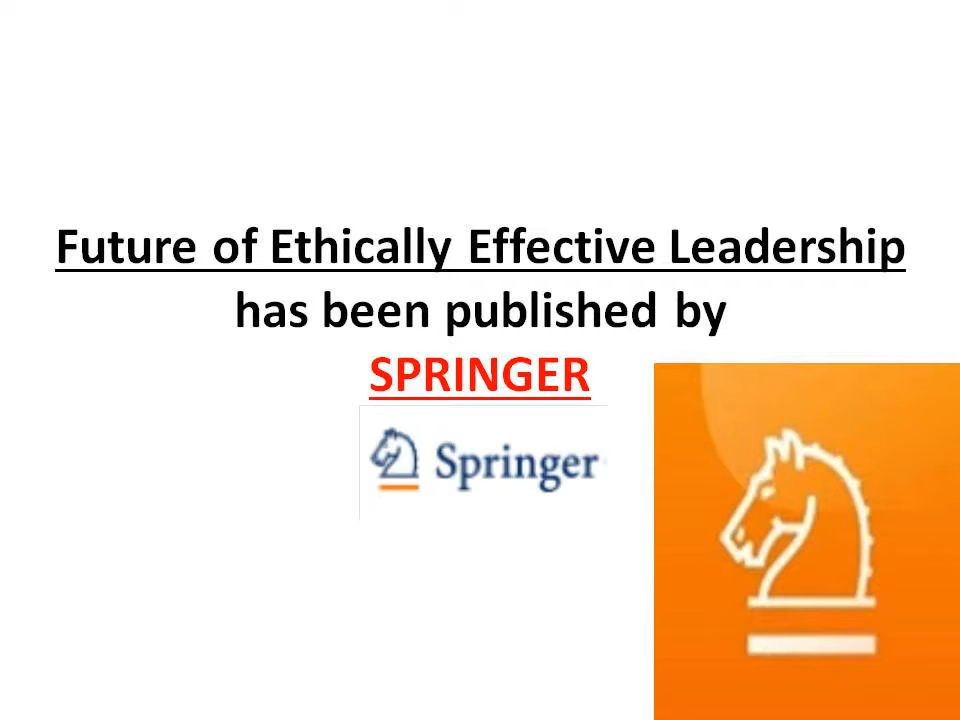 Future of Ethically Effective Leadership
has been published by
SPRINGER
Springer